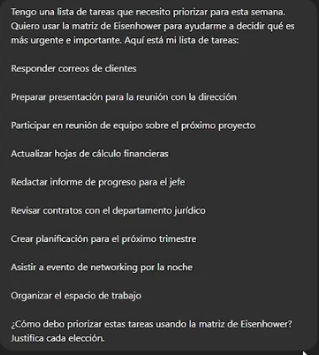 Tengo una lista de tareas que necesito priorizar para esta semana.
Quiero usar la matriz de Eisenhower para ayudarme a decidir qué es
más urgente e importante. Aquí está mi lista de tareas:
Responder correos de clientes
Preparar presentación para la reunión con la dirección
Participar en reunión de equipo sobre el próximo proyecto
Actualizar hojas de cálculo financieras
Redactar informe de progreso para el jefe
Revisar contratos con el departamento jurídico
Crear planificación para el próximo trimestre
Asistir a evento de networking por la noche
Organizar el espacio de trabajo
¿Cómo debo priorizar estas tareas usando la matriz de Eisenhower?
Justifica cada elección.